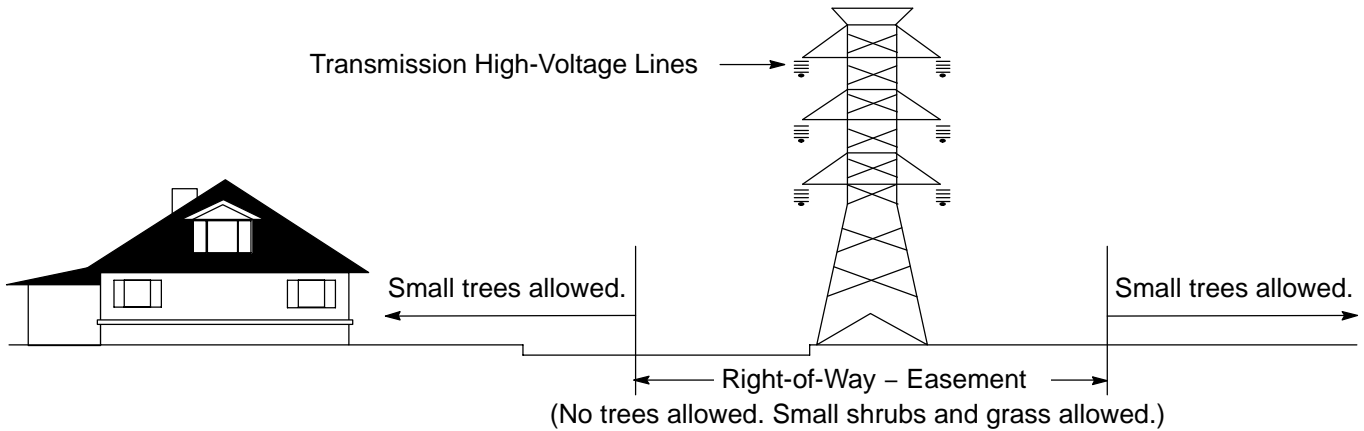 Transmission High-Voltage Lines
Small trees allowed.
Small trees allowed.
Right-of-Way – Easement
(No trees allowed. Small shrubs and grass allowed.)